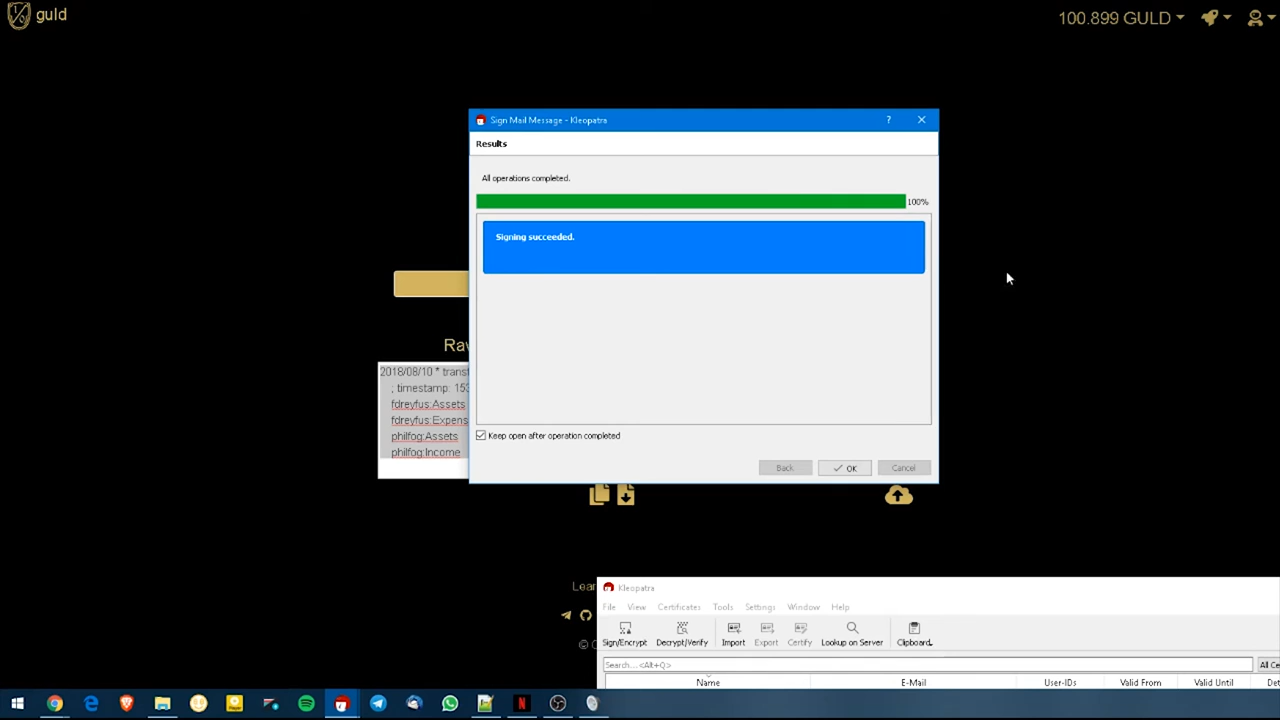 guld
100.899 GULD
Sign Mail Message - Kleopatra
?
Results
All operations completed.
100%
Signing succeeded.
Raw
2018/08/10 * trans
; timestamp: 153
fdreyfus:Assets
fdreyfus:Expens
philfog:Assets
philfog:Income
Keep open after operation completed
Back
OK
Cancel
Lear
©
Kleopatra
File View Certificates Tools Settings Window Help
Sign/Encrypt Decrypt/Verify Import Export Certify Lookup on Server Clipboard
Search...<Alt+Q>
All Ce
Name E-Mail User-IDs Valid From Valid Until Det